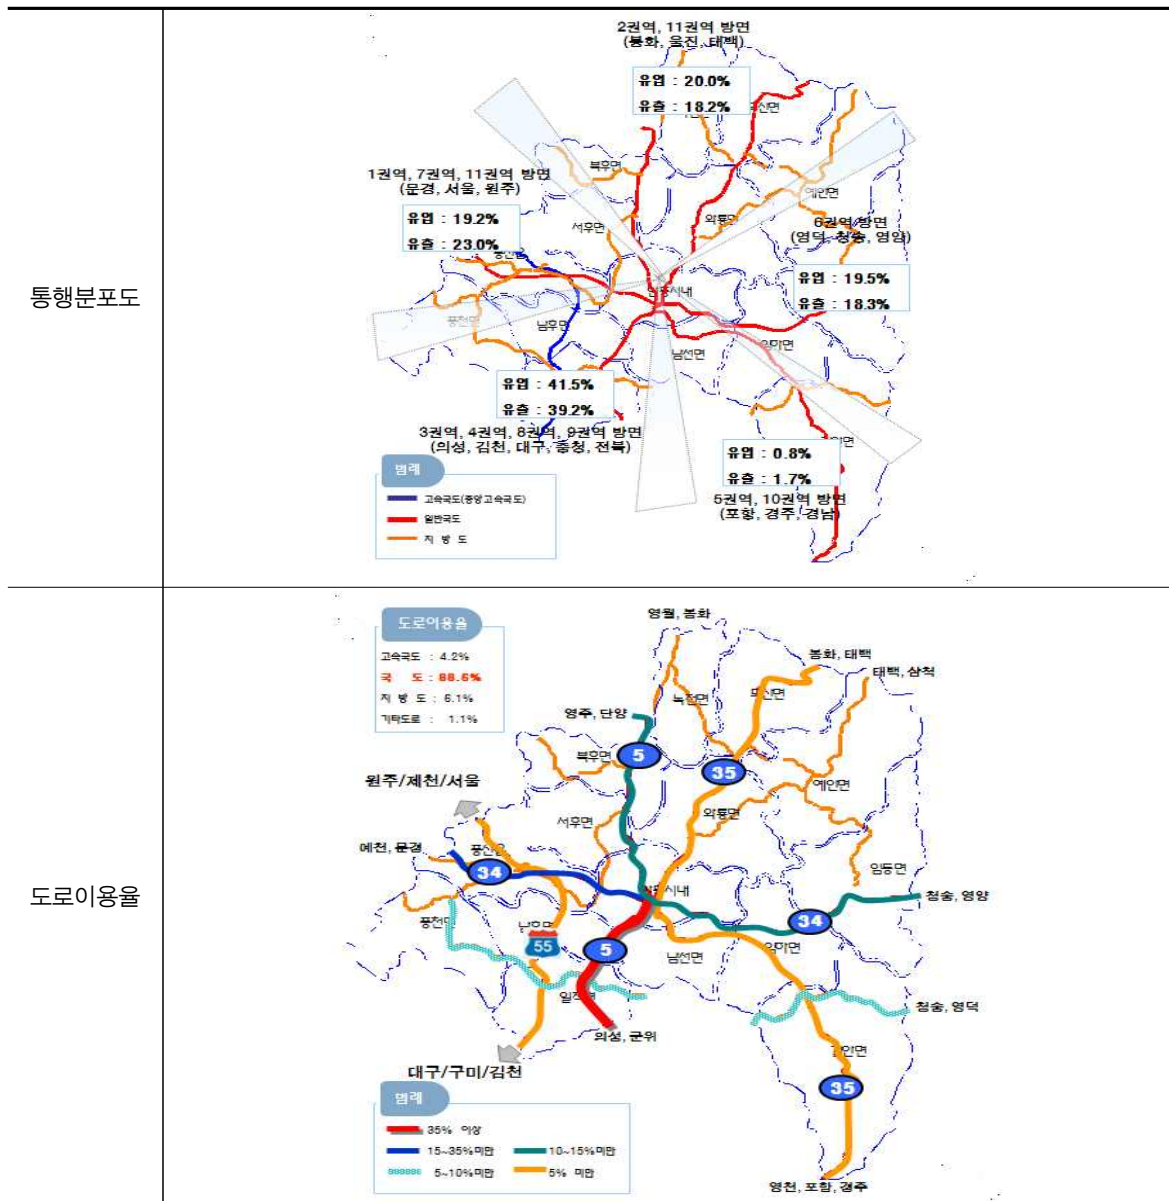 통행분포도
2권역, 11권역 방면
(봉화, 울진, 태백)
유입 : 20.0%
유출 : 18.2%
1권역, 7권역, 11권역 방면
(문경, 서울, 원주)
유입 : 19.2%
유출 : 23.0%
북후면
서후면
와룡면
예안면
6권역 방면
(영덕, 청송, 영양)
유입 : 19.5%
유출 : 18.3%
풍천면
남후면
남선면
임하면
유입 : 41.5%
유출 : 39.2%
3권역, 4권역, 8권역, 9권역 방면
(의성, 김천, 대구, 충청, 전북)
유입 : 0.8%
유출 : 1.7%
5권역, 10권역 방면
(포항, 경주, 경남)
범례
고속국도(중앙고속국도)
일반국도
지 방 도
도로이용율
도로이용율
고속국도 : 4.2%
국 도 : 88.6%
지 방 도 : 6.1%
기타도로 : 1.1%
영월, 봉화
봉화, 태백
태백, 삼척
녹전면
도산면
영주, 단양
북후면
5
35
예안면
원주/제천/서울
서후면
와룡면
예천, 문경
풍산읍
34
임동면
청송, 영양
34
풍천면
남후면
55
5
남선면
임하면
일직면
청송, 영덕
의성, 군위
대구/구미/김천
길안면
35
영천, 포항, 경주
범례
35% 이상
15~35%미만
10~15%미만
5~10%미만
5% 미만